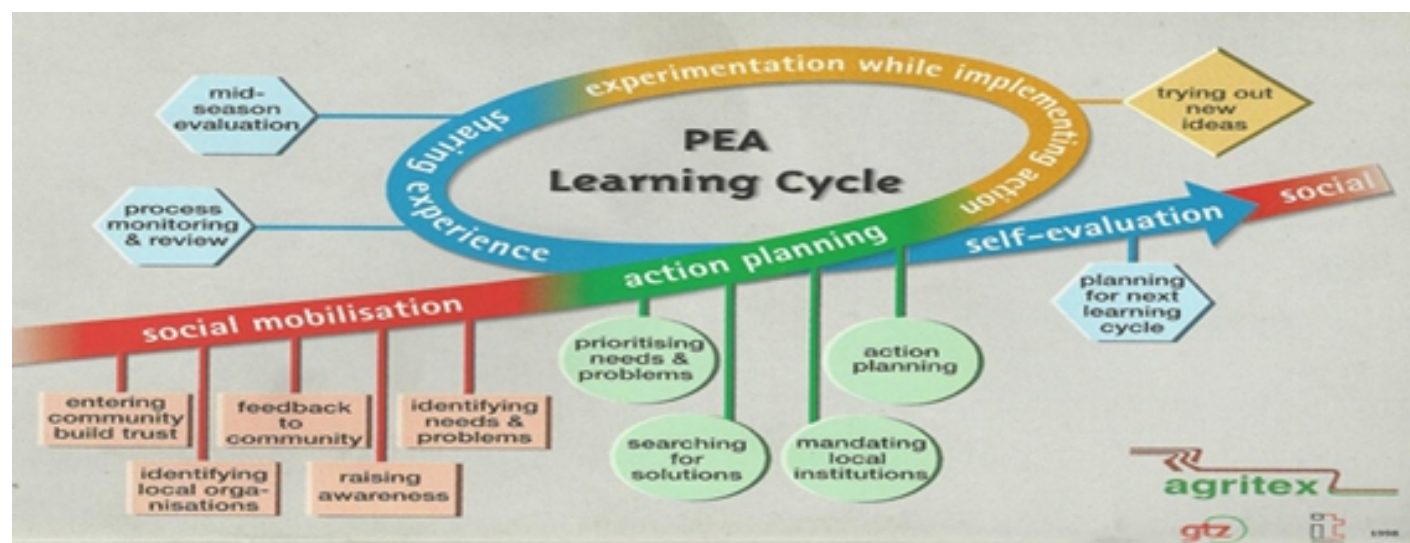 PEA
Learning Cycle
experimentation while implementing action
sharing experience
mid-
season
evaluation
process
monitoring
& review
trying out
new
ideas
social mobilisation
action planning
self-evaluation
social
entering
community
build trust
identifying
local orga-
nisations
feedback
to
community
raising
awareness
identifying
needs &
problems
prioritising
needs &
problems
searching
for
solutions
mandating
local
institutions
action
planning
planning
for next
learning
cycle
agritex
gtz
it
1998